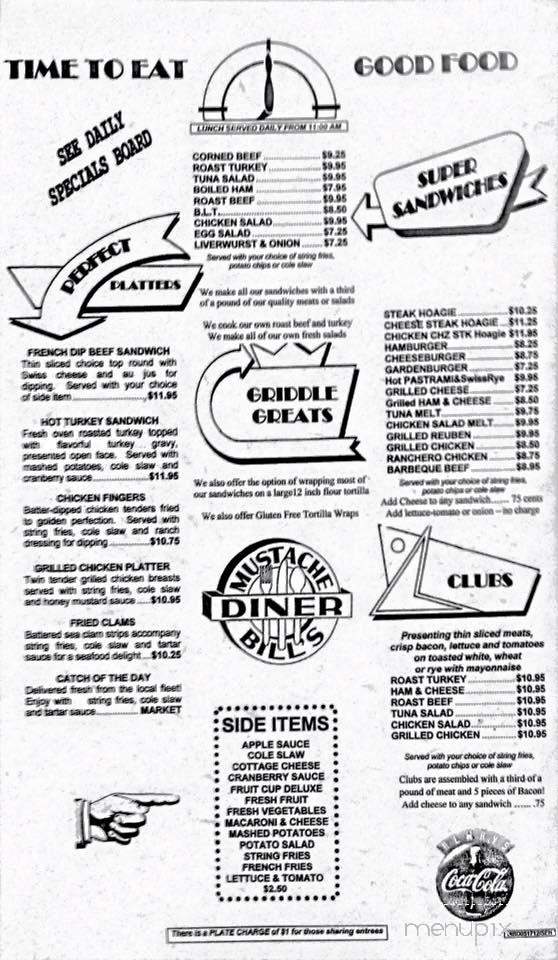 TIME TO EAT
GOOD FOOD
LUNCH SERVED DAILY FROM 11:00 AM
SEE DAILY
SPECIALS BOARD
CORNED BEEF ........ $9.25
ROAST TURKEY ........ $9.95
TUNA SALAD ........ $9.95
BOILED HAM ........ $7.95
ROAST BEEF ........ $9.95
B.L.T. ........ $8.50
CHICKEN SALAD ........ $9.95
EGG SALAD ........ $7.25
LIVERWURST & ONION ........ $7.25
Served with your choice of string fries,
potato chips or cole slaw
We make all our sandwiches with a third
of a pound of our quality meats or salads
We cook our own roast beef and turkey
We make all of our own fresh salads
SUPER
SANDWICHES
PERFECT
PLATTERS
FRENCH DIP BEEF SANDWICH
Thin sliced choice top round with
Swiss cheese and au jus for
dipping. Served with your choice
of side item ........ $11.95
HOT TURKEY SANDWICH
Fresh oven roasted turkey topped
with flavorful turkey gravy,
presented open face. Served with
mashed potatoes, cole slaw and
cranberry sauce ........ $11.95
CHICKEN FINGERS
Batter-dipped chicken tenders fried
to golden perfection. Served with
string fries, cole slaw and ranch
dressing for dipping ........ $10.75
GRILLED CHICKEN PLATTER
Twin tender grilled chicken breasts
served with string fries, cole slaw
and honey mustard sauce .... $10.95
FRIED CLAMS
Battered sea clam strips accompany
string fries, cole slaw and tartar
sauce for a seafood delight ... $10.25
CATCH OF THE DAY
Delivered fresh from the local fleet!
Enjoy with string fries, cole slaw
and tartar sauce ........ MARKET
GRIDDLE
GREATS
We also offer the option of wrapping most of
our sandwiches on a large12 inch flour tortilla
We also offer Gluten Free Tortilla Wraps
STEAK HOAGIE ........ $10.25
CHEESE STEAK HOAGIE ... $11.25
CHICKEN CHZ STK Hoagie $11.85
HAMBURGER ........ $8.25
CHEESEBURGER ........ $8.75
GARDENBURGER ........ $7.25
Hot PASTRAMI&SwissRye $9.95
GRILLED CHEESE ........ $7.25
Grilled HAM & CHEESE ........ $8.50
TUNA MELT ........ $9.75
CHICKEN SALAD MELT ........ $9.95
GRILLED REUBEN ........ $9.95
GRILLED CHICKEN ........ $8.50
RANCHERO CHICKEN ........ $8.75
BARBEQUE BEEF ........ $8.95
Served with your choice of string fries,
potato chips or cole slaw
Add Cheese to any sandwich ...... 75 cents
Add lettuce-tomato or onion – no charge
MUSTACHE
DINER
BILL'S
CLUBS
Presenting thin sliced meats,
crisp bacon, lettuce and tomatoes
on toasted white, wheat
or rye with mayonnaise
ROAST TURKEY ........ $10.95
HAM & CHEESE ........ $10.95
ROAST BEEF ........ $10.95
TUNA SALAD ........ $10.95
CHICKEN SALAD ........ $10.95
GRILLED CHICKEN ........ $10.95
Served with your choice of string fries,
potato chips or cole slaw
Clubs are assembled with a third of a
pound of meat and 5 pieces of Bacon!
Add cheese to any sandwich ...... .75
SIDE ITEMS
APPLE SAUCE
COLE SLAW
COTTAGE CHEESE
CRANBERRY SAUCE
FRUIT CUP DELUXE
FRESH FRUIT
FRESH VEGETABLES
MACARONI & CHEESE
MASHED POTATOES
POTATO SALAD
STRING FRIES
FRENCH FRIES
LETTUCE & TOMATO
$2.50
ALWAYS
Coca-Cola
menupix
There is a PLATE CHARGE of $1 for those sharing entrees